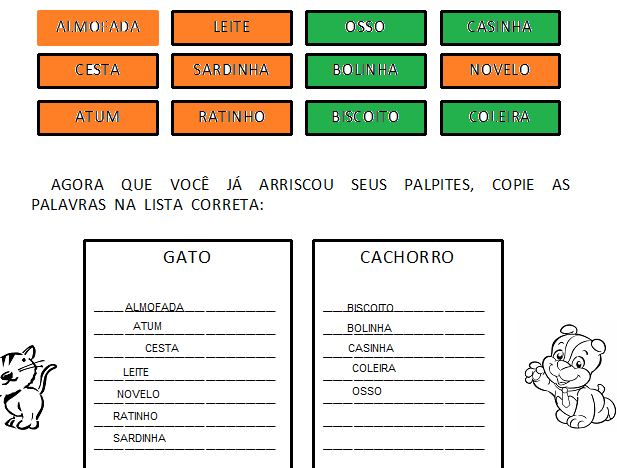 ALMOFADA LEITE OSSO CASINHA
CESTA SARDINHA BOLINHA NOVELO
ATUM RATINHO BISCOITO COLEIRA
AGORA QUE VOCÊ JÁ ARRISCOU SEUS PALPITES, COPIE AS
PALAVRAS NA LISTA CORRETA:
GATO
ALMOFADA
ATUM
CESTA
LEITE
NOVELO
RATINHO
SARDINHA
CACHORRO
BISCOITO
BOLINHA
CASINHA
COLEIRA
OSSO